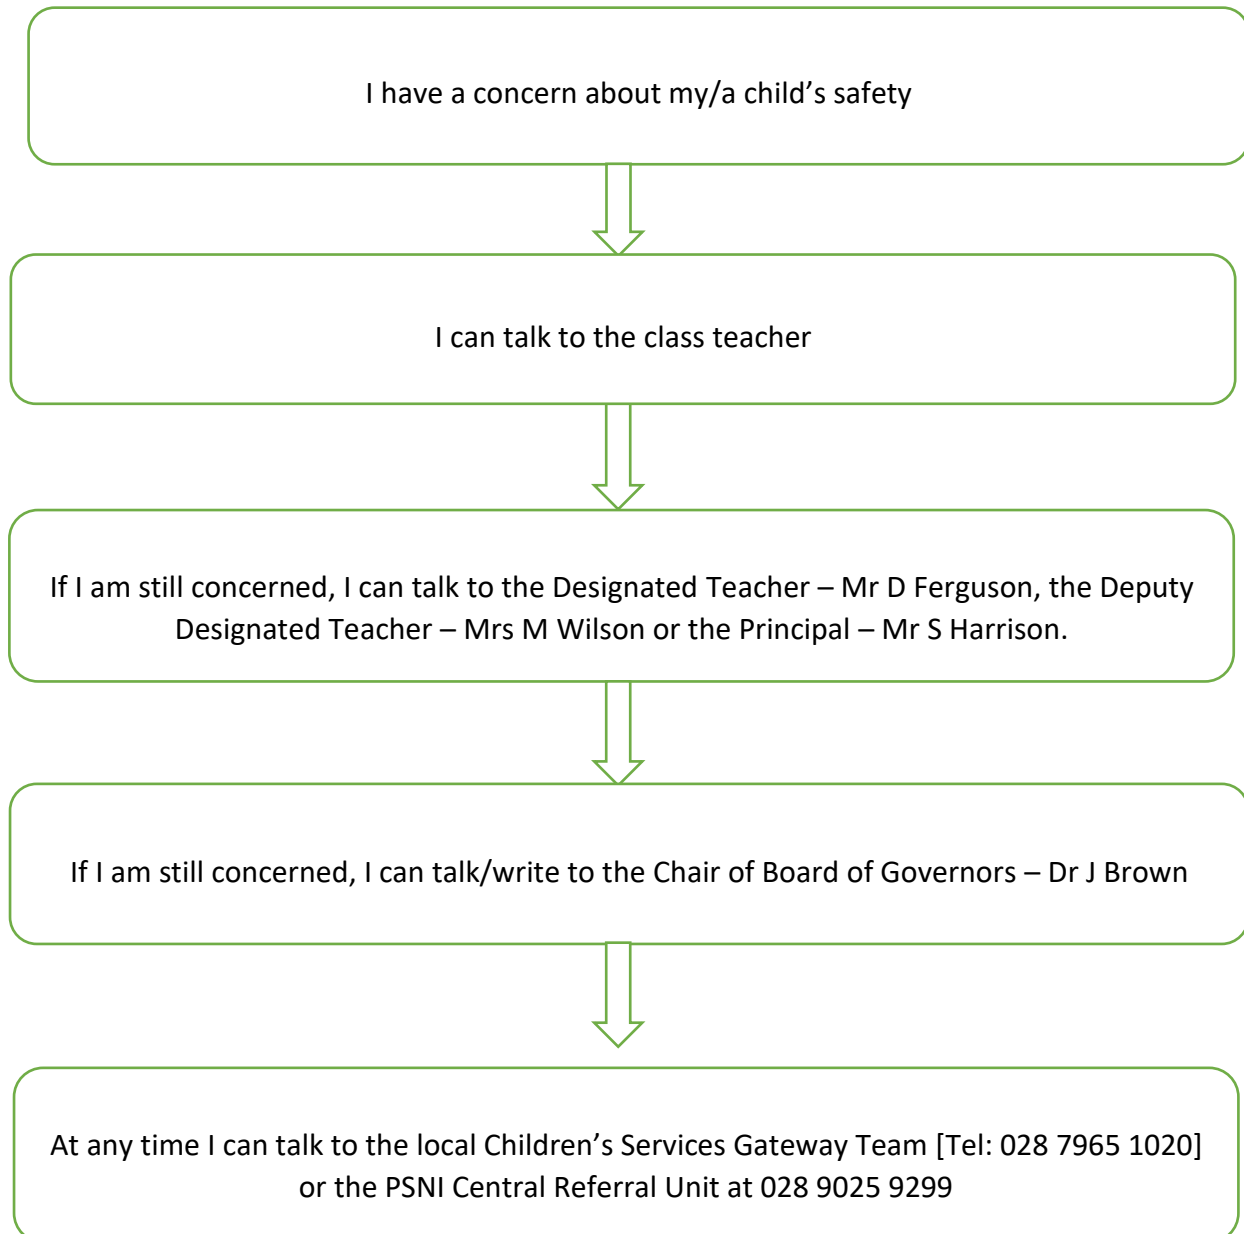 I have a concern about my/a child’s safety
I can talk to the class teacher
If I am still concerned, I can talk to the Designated Teacher – Mr D Ferguson, the Deputy
Designated Teacher – Mrs M Wilson or the Principal – Mr S Harrison.
If I am still concerned, I can talk/write to the Chair of Board of Governors – Dr J Brown
At any time I can talk to the local Children’s Services Gateway Team [Tel: 028 7965 1020]
or the PSNI Central Referral Unit at 028 9025 9299